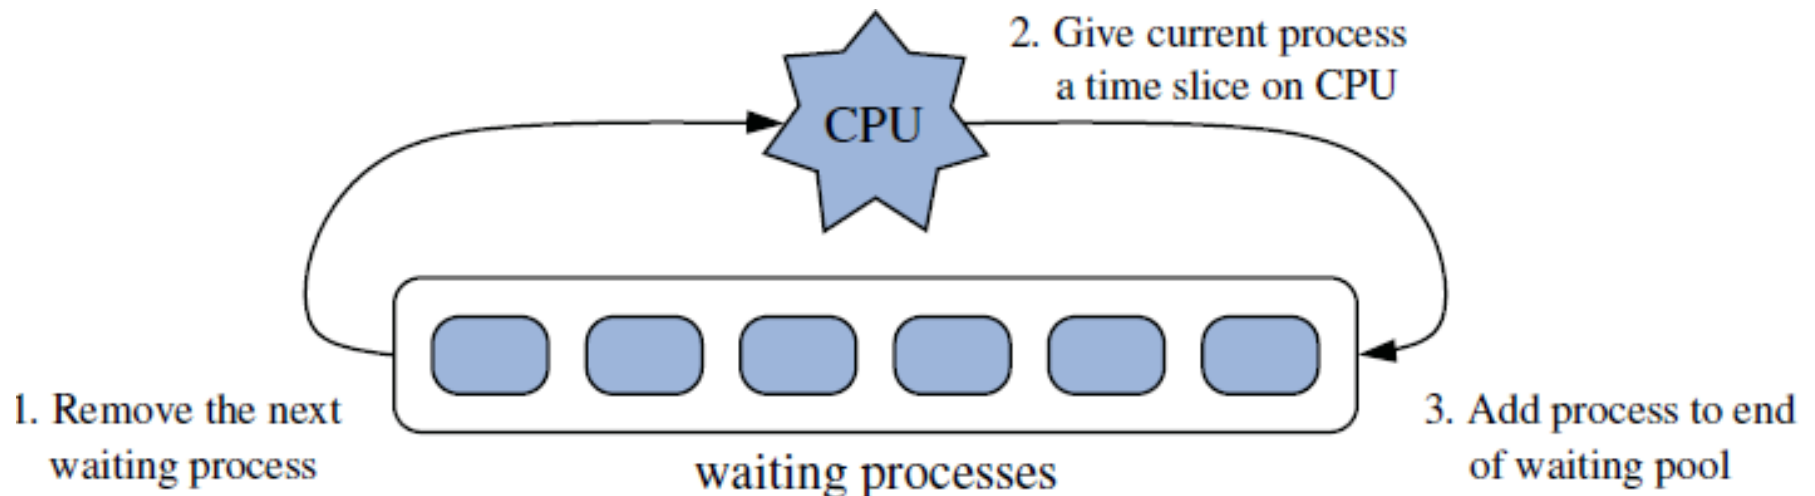 2. Give current process
a time slice on CPU
CPU
1. Remove the next
waiting process
3. Add process to end
of waiting pool
waiting processes